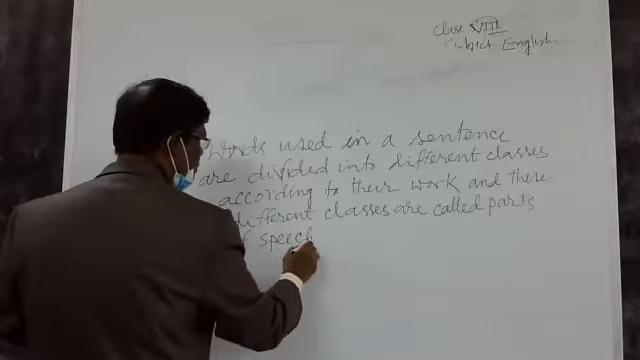 Class VIII
Subject English
Words used in a sentence
are divided into different classes
according to their work and these
different classes are called parts
of speech